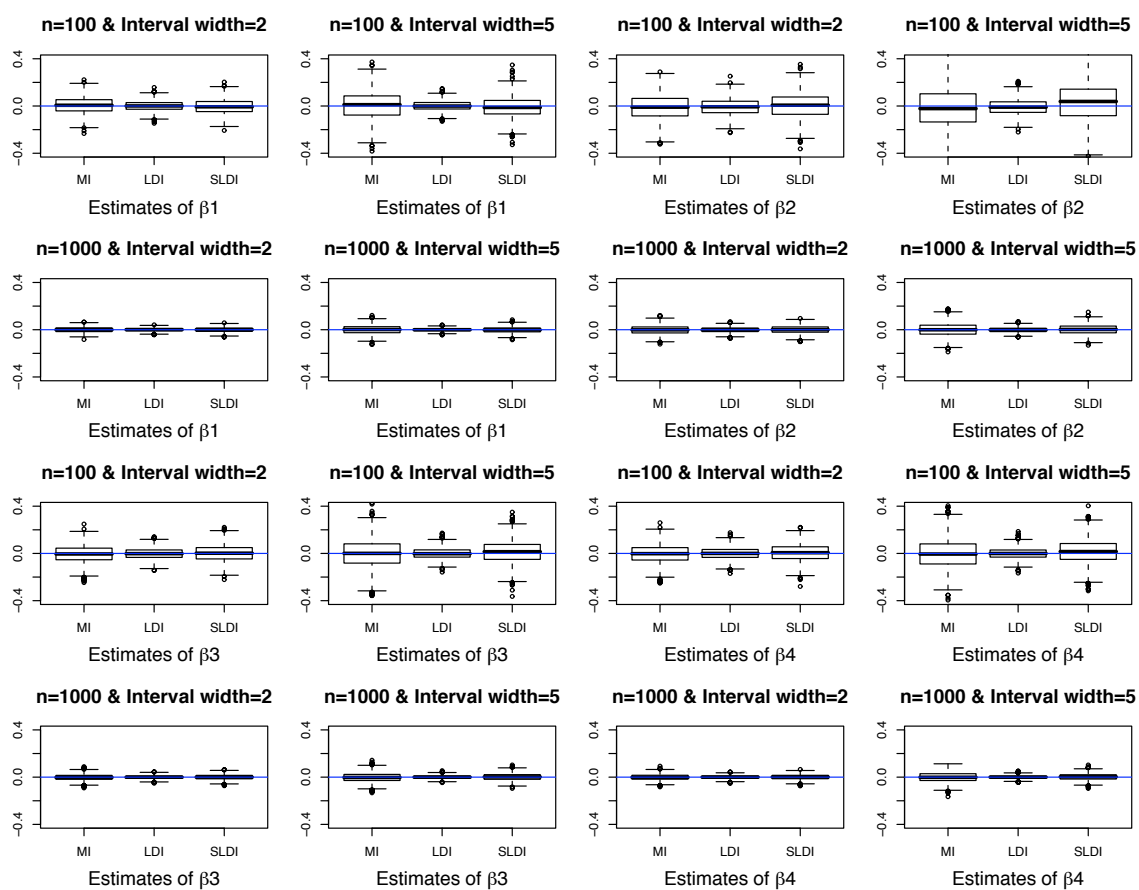 n=100 & Interval width=2 n=100 & Interval width=5 n=100 & Interval width=2 n=100 & Interval width=5
0.4 0.4 0.4 0.4
0.0 0.0 0.0 0.0
−0.4 −0.4 −0.4 −0.4
MI LDI SLDI MI LDI SLDI MI LDI SLDI MI LDI SLDI
Estimates of β1 Estimates of β1 Estimates of β2 Estimates of β2
n=1000 & Interval width=2 n=1000 & Interval width=5 n=1000 & Interval width=2 n=1000 & Interval width=5
0.4 0.4 0.4 0.4
0.0 0.0 0.0 0.0
−0.4 −0.4 −0.4 −0.4
MI LDI SLDI MI LDI SLDI MI LDI SLDI MI LDI SLDI
Estimates of β1 Estimates of β1 Estimates of β2 Estimates of β2
n=100 & Interval width=2 n=100 & Interval width=5 n=100 & Interval width=2 n=100 & Interval width=5
0.4 0.4 0.4 0.4
0.0 0.0 0.0 0.0
−0.4 −0.4 −0.4 −0.4
MI LDI SLDI MI LDI SLDI MI LDI SLDI MI LDI SLDI
Estimates of β3 Estimates of β3 Estimates of β4 Estimates of β4
n=1000 & Interval width=2 n=1000 & Interval width=5 n=1000 & Interval width=2 n=1000 & Interval width=5
0.4 0.4 0.4 0.4
0.0 0.0 0.0 0.0
−0.4 −0.4 −0.4 −0.4
MI LDI SLDI MI LDI SLDI MI LDI SLDI MI LDI SLDI
Estimates of β3 Estimates of β3 Estimates of β4 Estimates of β4